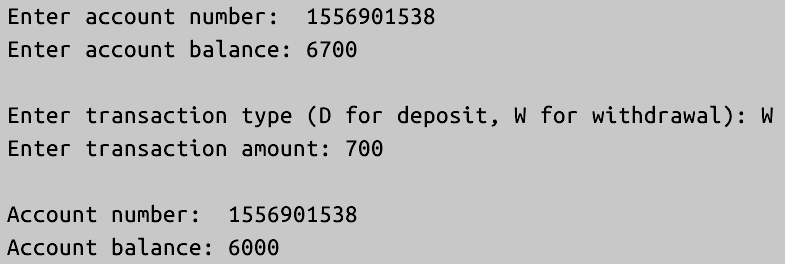 Enter account number:  1556901538
Enter account balance: 6700

Enter transaction type (D for deposit, W for withdrawal): W
Enter transaction amount: 700

Account number:  1556901538
Account balance: 6000